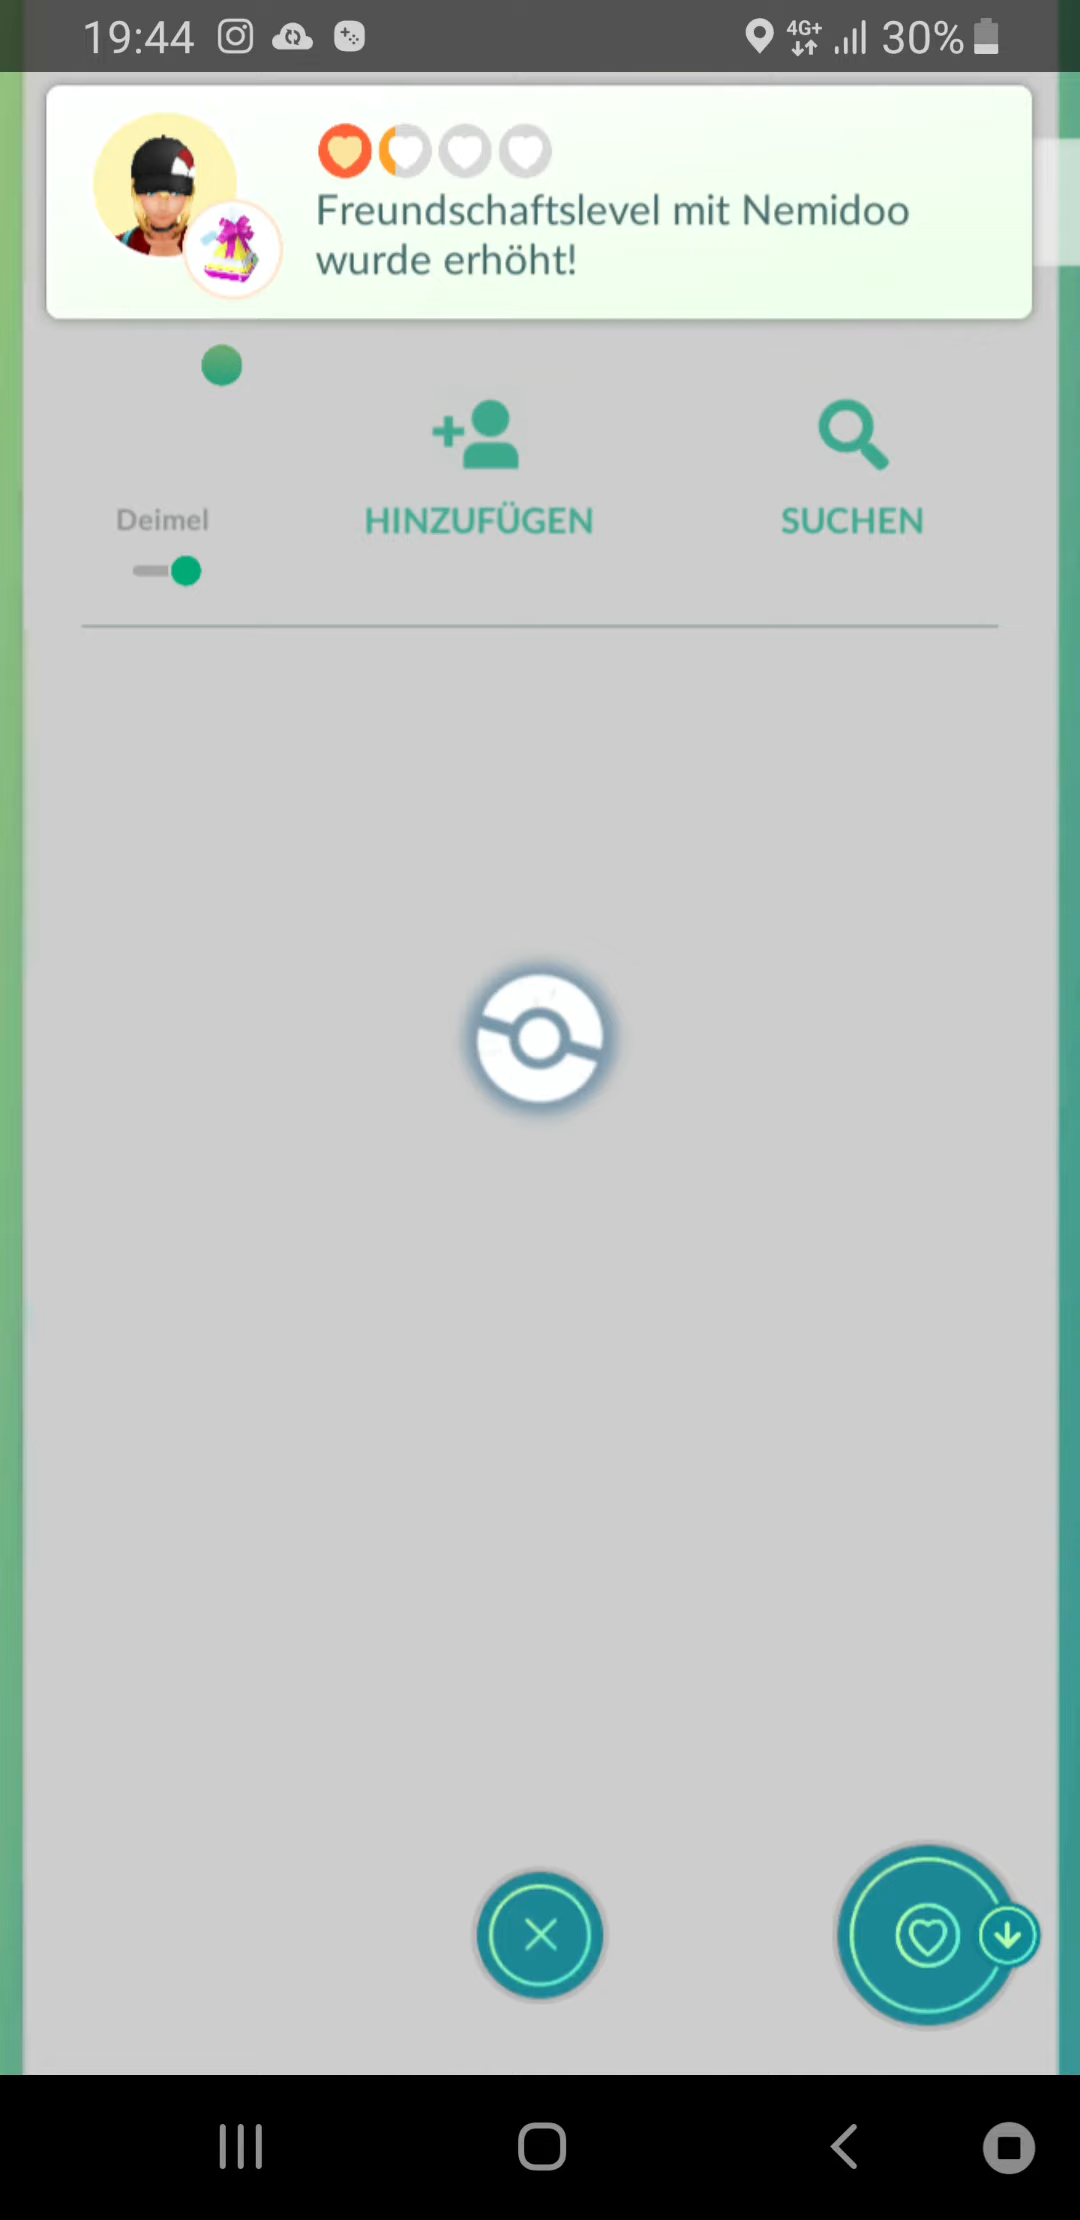 19:44
4G+
30%
Freundschaftslevel mit Nemidoo
wurde erhöht!
Deimel
HINZUFÜGEN
SUCHEN